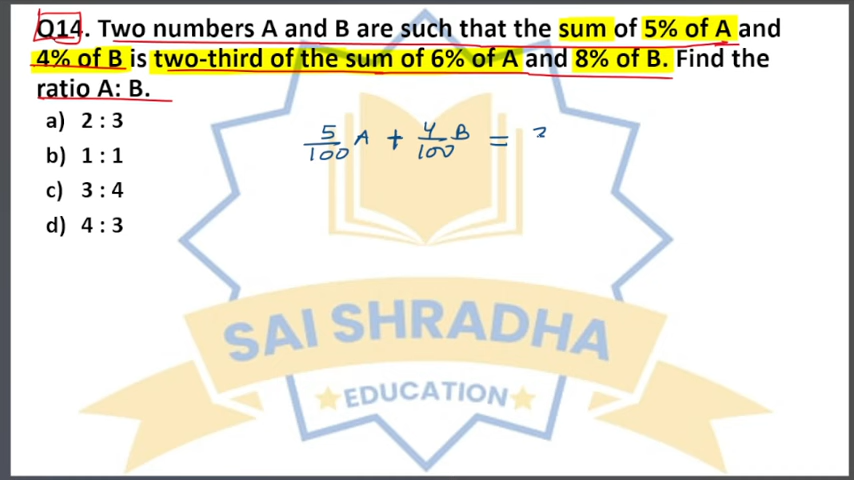 Q14. Two numbers A and B are such that the sum of 5% of A and
4% of B is two-third of the sum of 6% of A and 8% of B. Find the
ratio A: B.
a) 2 : 3
b) 1 : 1
c) 3 : 4
d) 4 : 3
5/100 A + 4/100 B =
SAI SHRADHA
EDUCATION